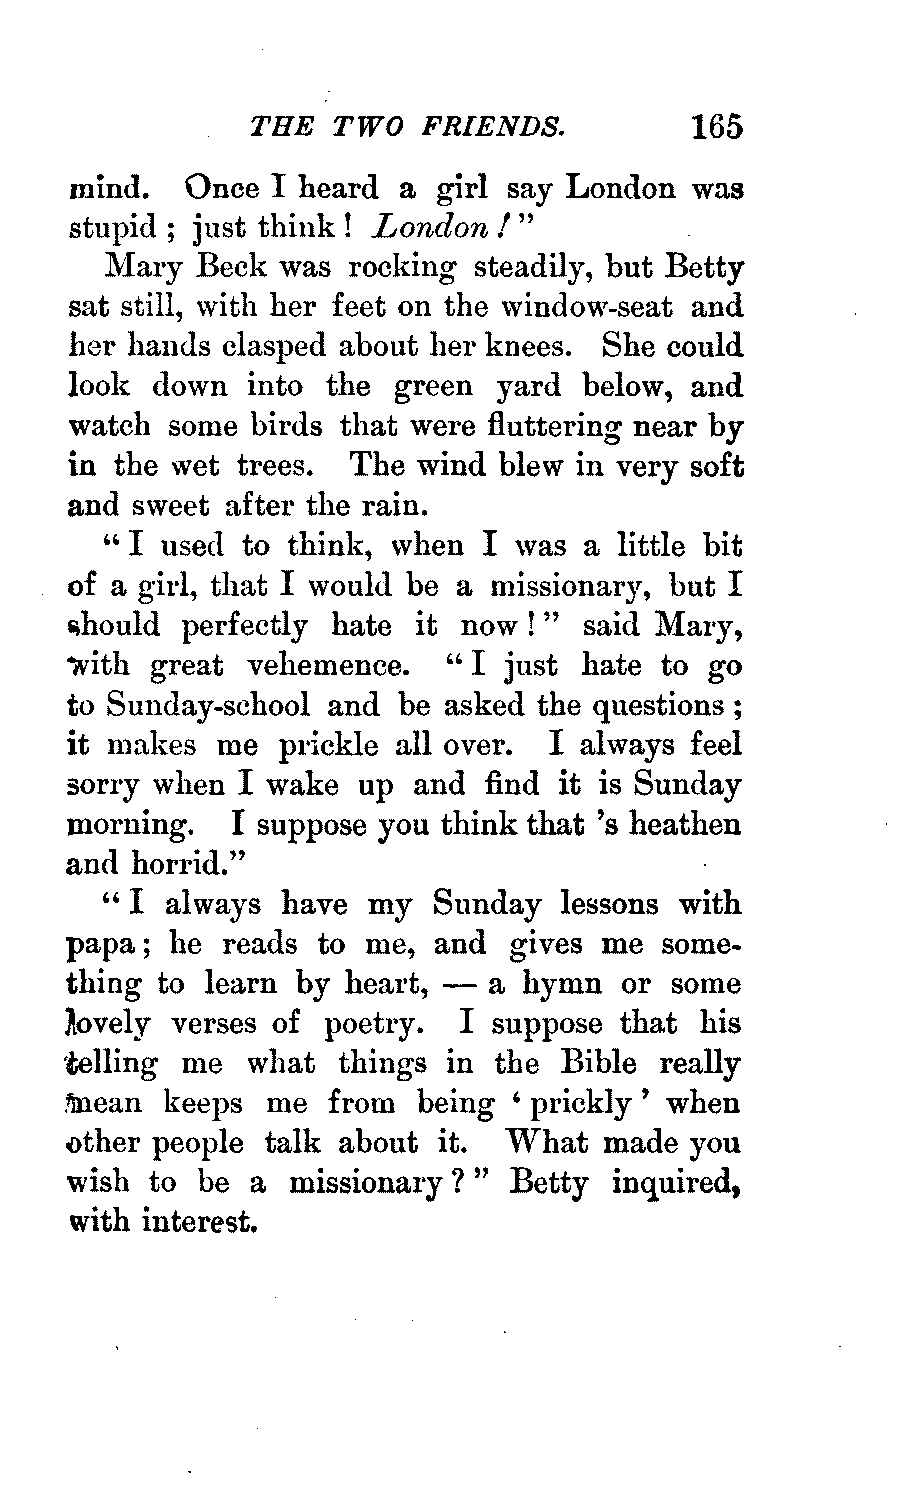 THE TWO FRIENDS. 165
mind. Once I heard a girl say London was
stupid ; just think ! London ! "
Mary Beck was rocking steadily, but Betty
sat still, with her feet on the window-seat and
her hands clasped about her knees. She could
look down into the green yard below, and
watch some birds that were fluttering near by
in the wet trees. The wind blew in very soft
and sweet after the rain.
" I used to think, when I was a little bit
of a girl, that I would be a missionary, but I
should perfectly hate it now ! " said Mary,
with great vehemence. " I just hate to go
to Sunday-school and be asked the questions ;
it makes me prickle all over. I always feel
sorry when I wake up and find it is Sunday
morning. I suppose you think that 's heathen
and horrid."
" I always have my Sunday lessons with
papa ; he reads to me, and gives me some-
thing to learn by heart, — a hymn or some
lovely verses of poetry. I suppose that his
telling me what things in the Bible really
mean keeps me from being ' prickly ' when
other people talk about it. What made you
wish to be a missionary ? " Betty inquired,
with interest.